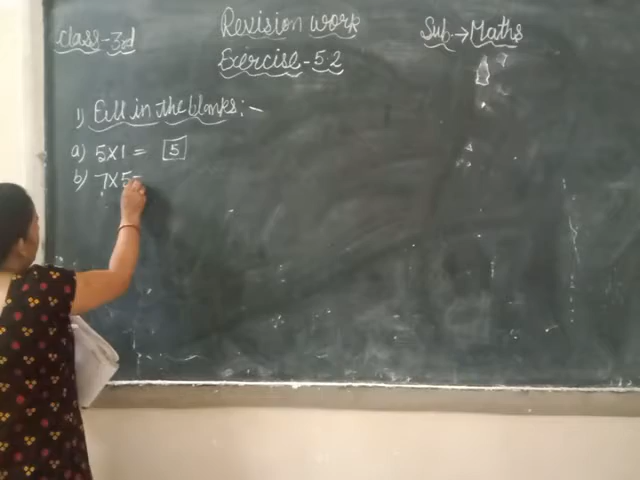 Class-3rd Revision work Sub.→Maths
Exercise-5.2
1) Fill in the blanks:-
a) 5×1= 5
b) 7×5=